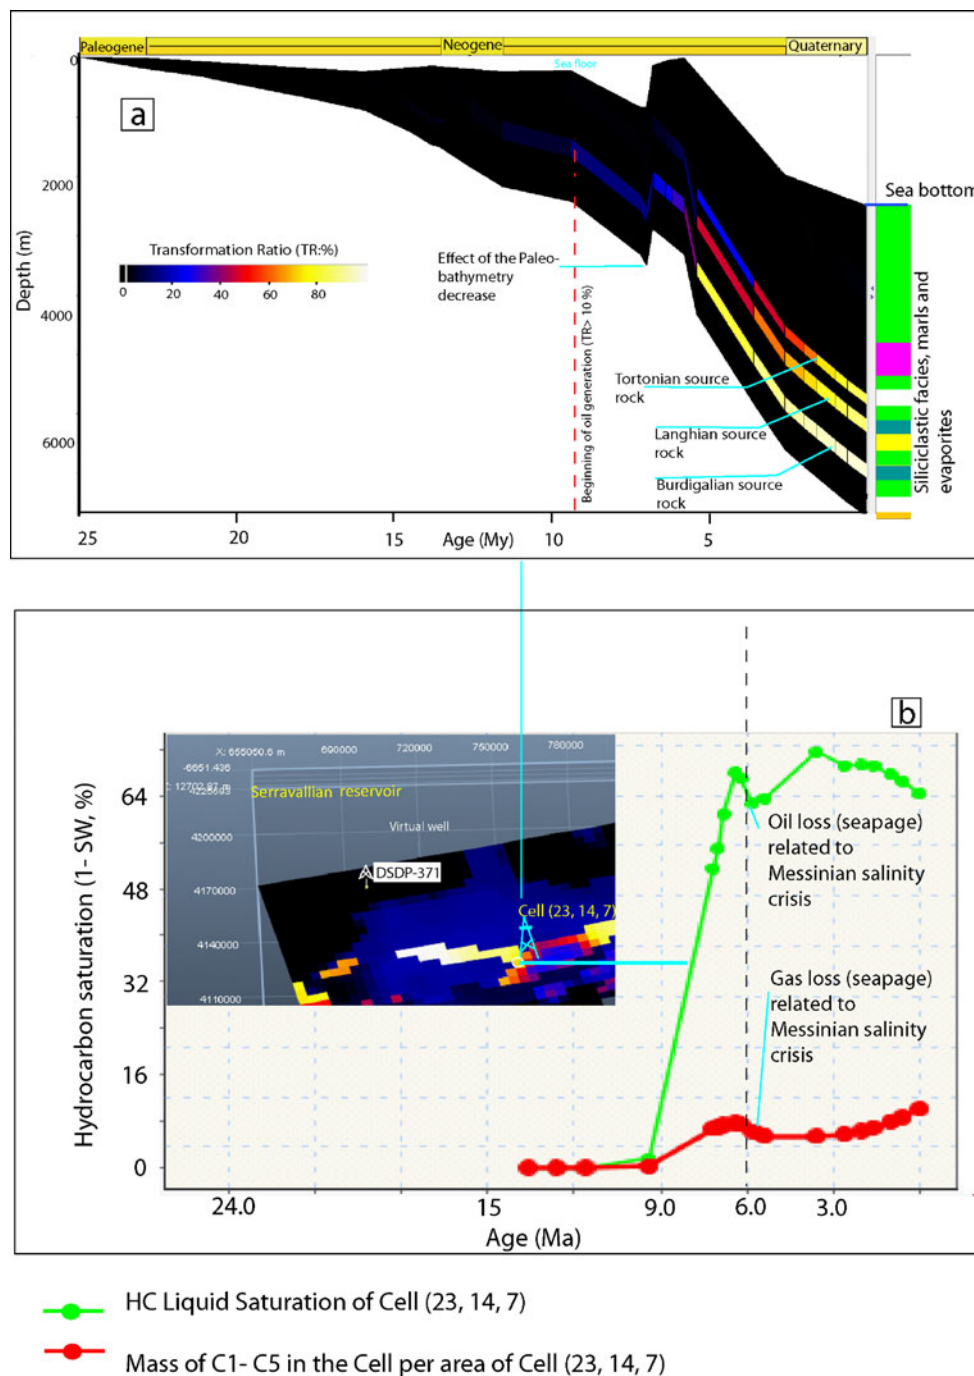 Paleogene
Neogene
Quaternary
0
Sea floor
a
2000
Sea bottom
Transformation Ratio (TR:%)
0 20 40 60 80
Effect of the Paleo-
bathymetry
decrease
Depth (m)
4000
Beginning of oil generation (TR> 10 %)
Tortonian source
rock
Langhian source
rock
6000
Burdigalian source
rock
Siliciclastic facies, marls and
evaporites
25 20 15 10 5
Age (My)
b
X: 655060.6 m 690000 720000 750000 780000
Serravallian reservoir
4200000
Virtual well
4170000
DSDP-371
Cell (23, 14, 7)
4140000
4110000
64
48
32
16
0
Hydrocarbon saturation (1- SW, %)
Oil loss (seapage)
related to
Messinian salinity
crisis
Gas loss (seapage)
related to
Messinian salinity
crisis
24.0 15 9.0 6.0 3.0
Age (Ma)
HC Liquid Saturation of Cell (23, 14, 7)
Mass of C1- C5 in the Cell per area of Cell (23, 14, 7)